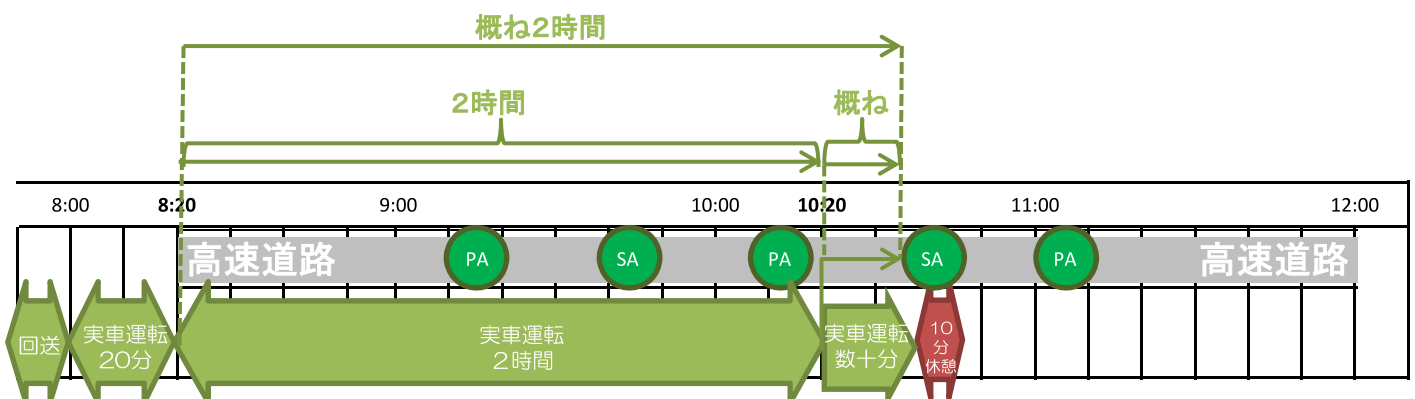 概ね2時間
2時間
概ね
8:00
8:20
9:00
10:00
10:20
11:00
12:00
高速道路
PA
SA
PA
SA
PA
高速道路
回送
実車運転
20分
実車運転
2時間
実車運転
数十分
10
分
休憩